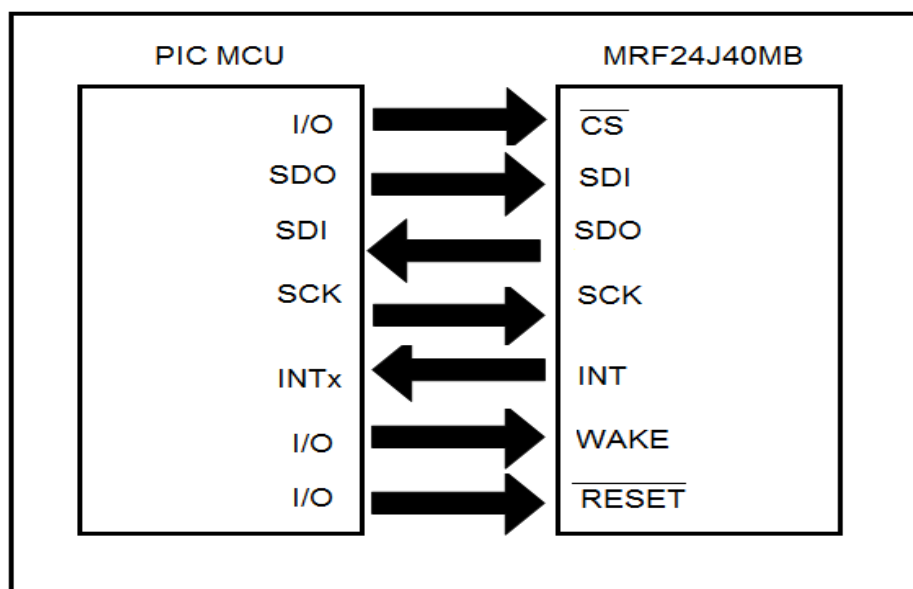 PIC MCU MRF24J40MB
I/O CS
SDO SDI
SDI SDO
SCK SCK
INTx INT
I/O WAKE
I/O RESET